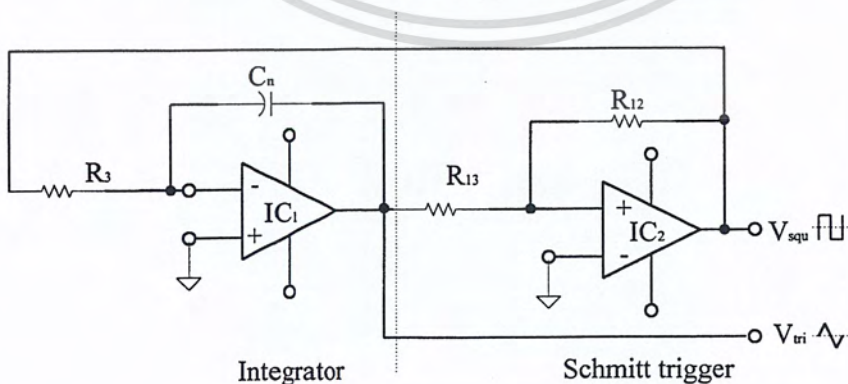 Cn
R12
R3
R13
-
+
IC1
+
-
IC2
Vsqu
Vtri
Integrator
Schmitt trigger